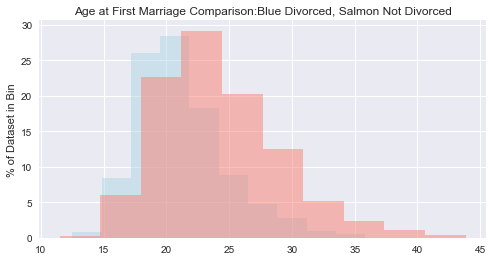 Age at First Marriage Comparison:Blue Divorced, Salmon Not Divorced
30
25
20
15
10
5
0
% of Dataset in Bin
10 15 20 25 30 35 40 45